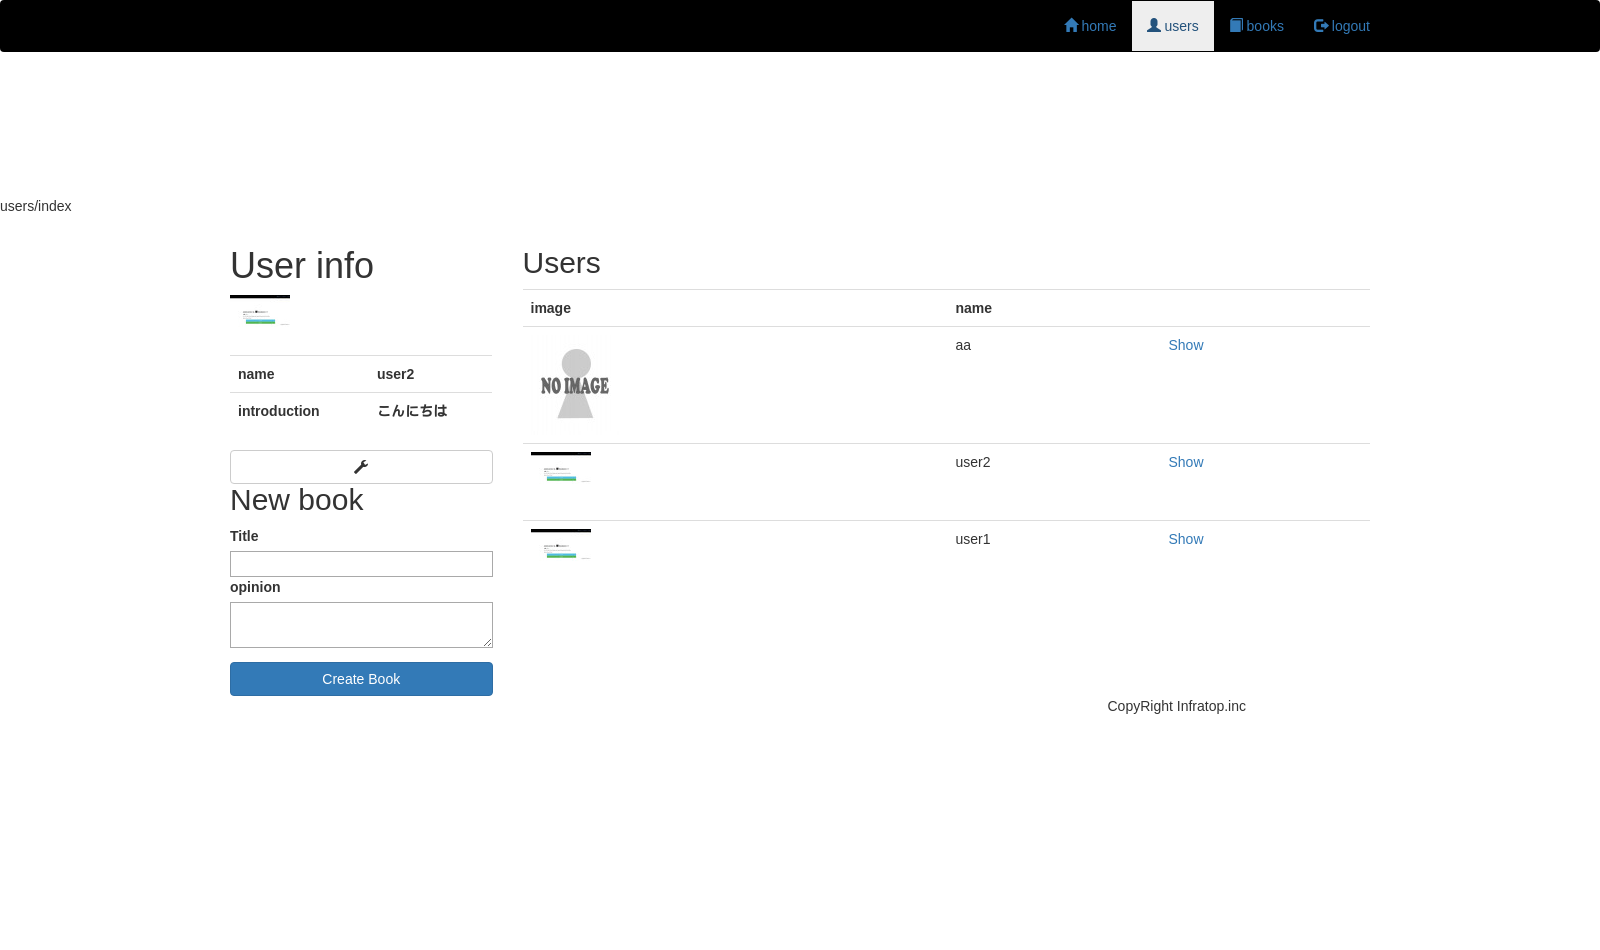 home users books logout
users/index
User info
name user2
introduction こんにちは
New book
Title
opinion
Create Book
Users
image name
NO IMAGE aa Show
user2 Show
user1 Show
CopyRight Infratop.inc